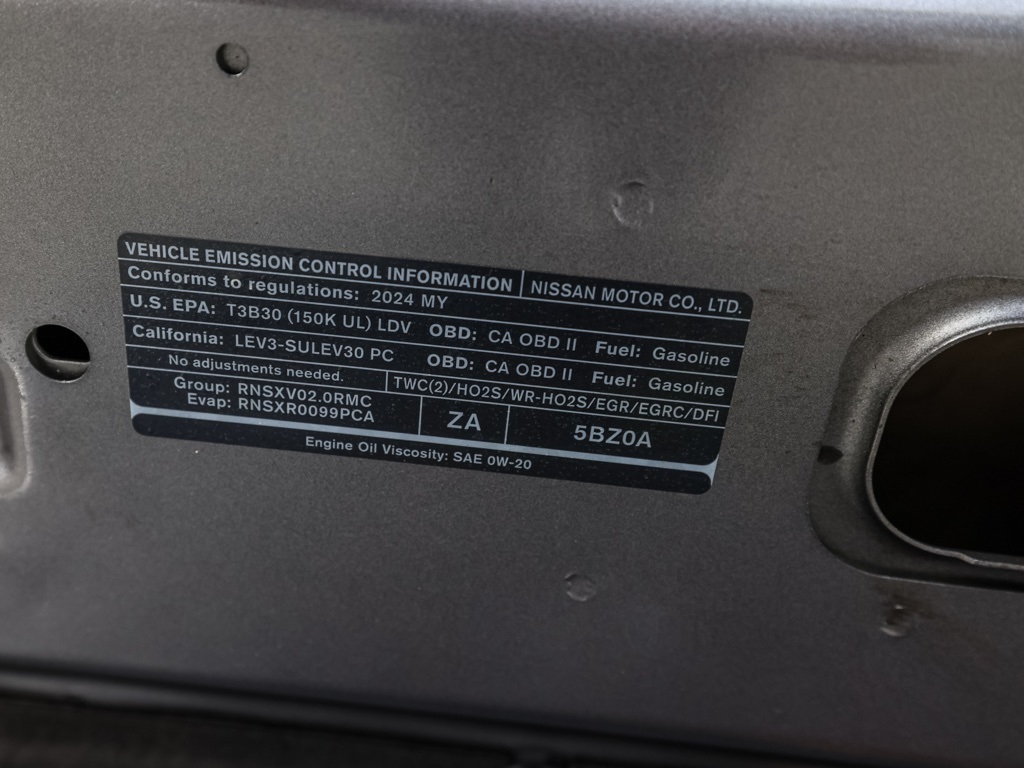 VEHICLE EMISSION CONTROL INFORMATION NISSAN MOTOR CO., LTD.
Conforms to regulations: 2024 MY
U.S. EPA: T3B30 (150K UL) LDV OBD: CA OBD II Fuel: Gasoline
California: LEV3-SULEV30 PC OBD: CA OBD II Fuel: Gasoline
No adjustments needed. TWC(2)/HO2S/WR-HO2S/EGR/EGRC/DFI
Group: RNSXV02.0RMC
Evap: RNSXR0099PCA ZA 5BZ0A
Engine Oil Viscosity: SAE 0W-20